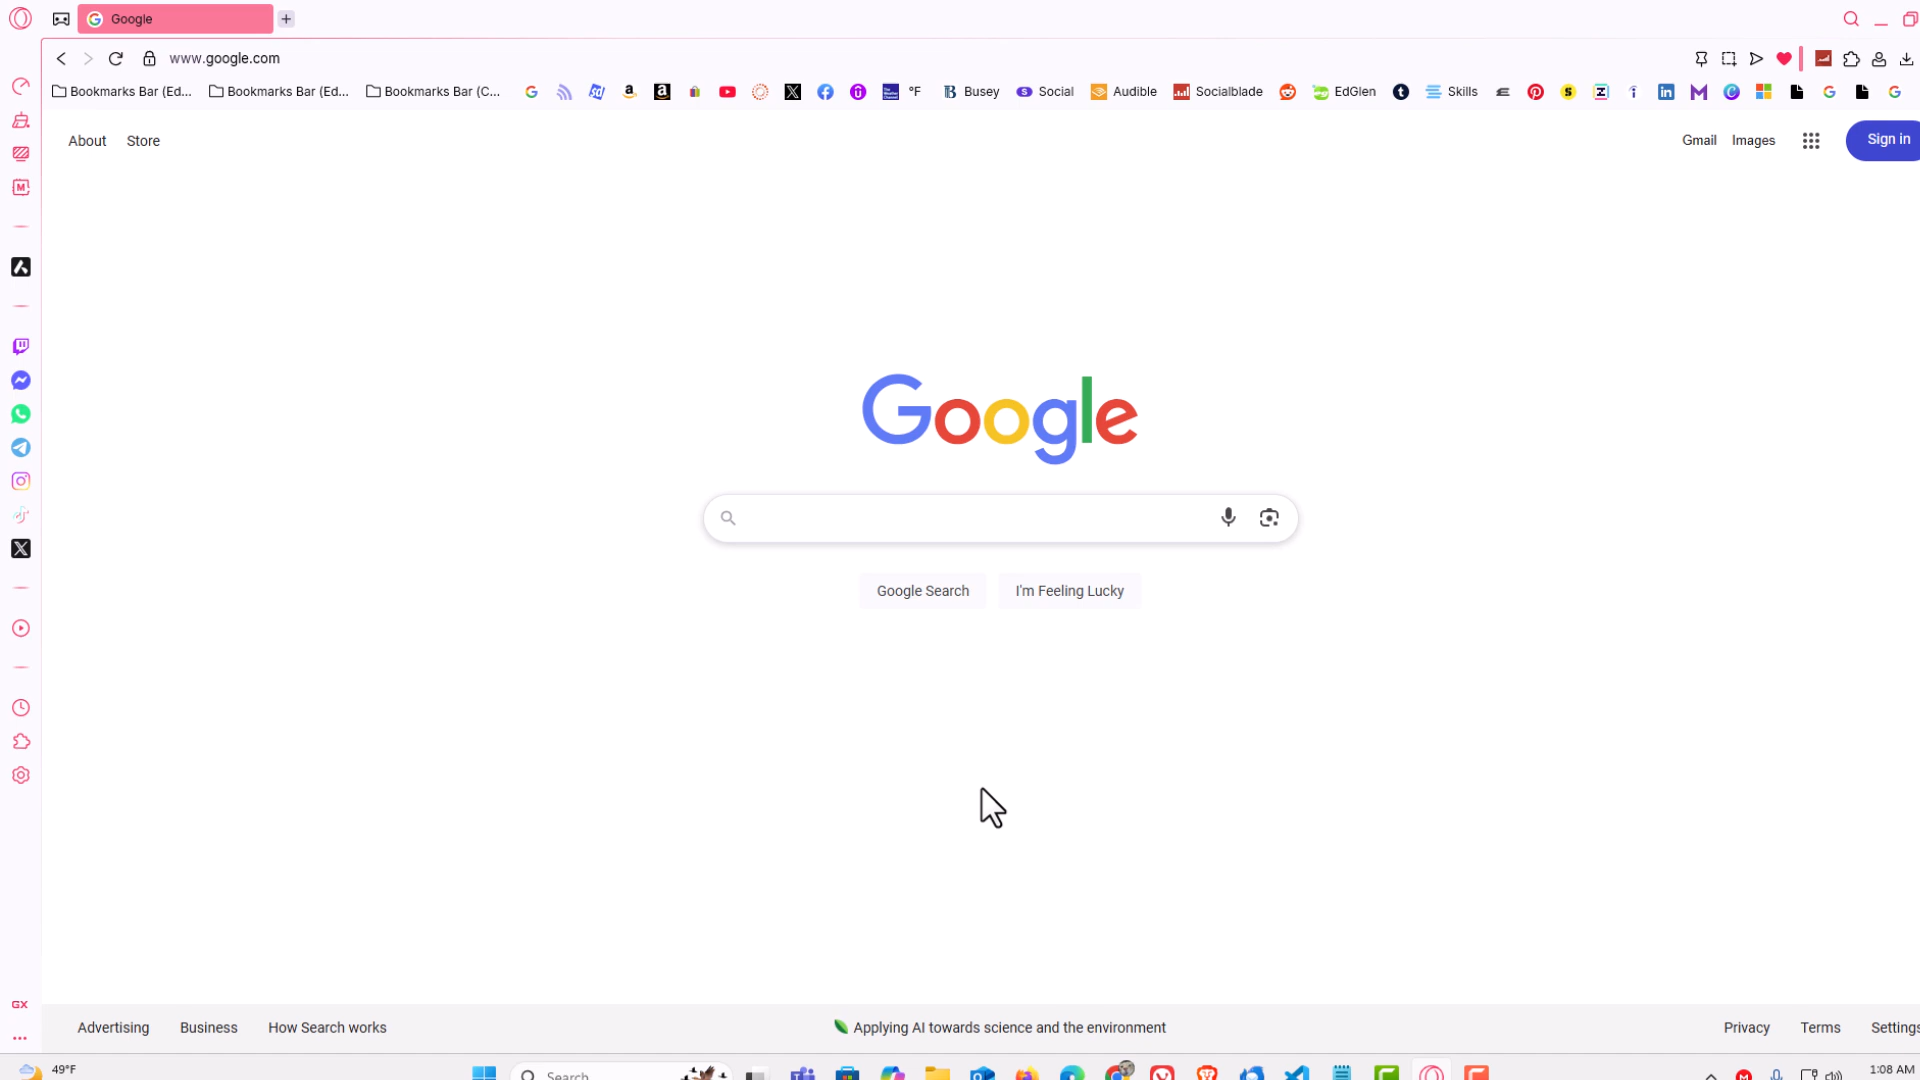 Google
www.google.com
Bookmarks Bar (Ed... Bookmarks Bar (Ed... Bookmarks Bar (C... °F Busey Social Audible Socialblade EdGlen Skills
About Store Gmail Images Sign in
Google
Google Search I'm Feeling Lucky
GX
Advertising Business How Search works Applying AI towards science and the environment Privacy Terms Settings
49°F Search 1:08 AM